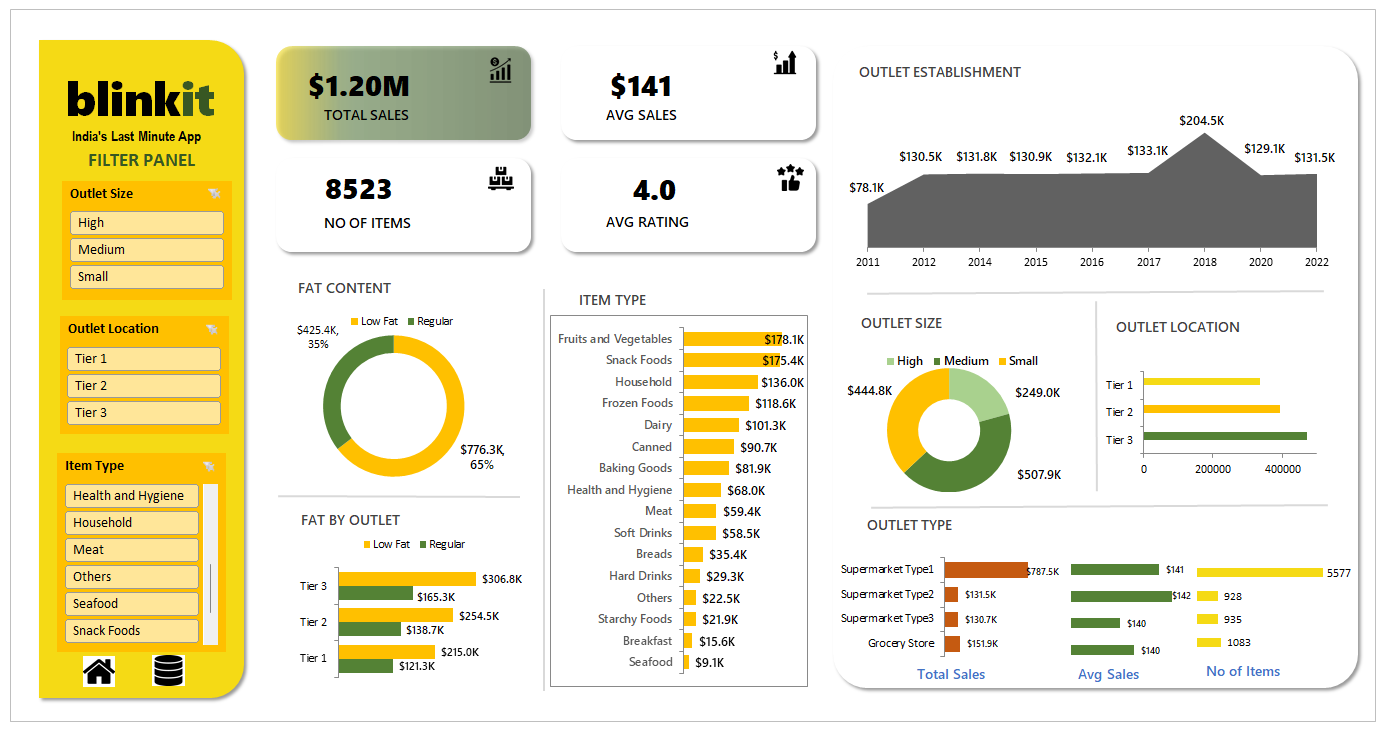 blinkit
India's Last Minute App
FILTER PANEL
Outlet Size
High
Medium
Small
Outlet Location
Tier 1
Tier 2
Tier 3
Item Type
Health and Hygiene
Household
Meat
Others
Seafood
Snack Foods
$1.20M
TOTAL SALES
$
$141
AVG SALES
$
8523
NO OF ITEMS
4.0
AVG RATING
FAT CONTENT
Low Fat Regular
$425.4K,
35%
$776.3K,
65%
FAT BY OUTLET
Low Fat Regular
Tier 3 $306.8K
$165.3K
Tier 2 $254.5K
$138.7K
Tier 1 $215.0K
$121.3K
ITEM TYPE
Fruits and Vegetables $178.1K
Snack Foods $175.4K
Household $136.0K
Frozen Foods $118.6K
Dairy $101.3K
Canned $90.7K
Baking Goods $81.9K
Health and Hygiene $68.0K
Meat $59.4K
Soft Drinks $58.5K
Breads $35.4K
Hard Drinks $29.3K
Others $22.5K
Starchy Foods $21.9K
Breakfast $15.6K
Seafood $9.1K
OUTLET ESTABLISHMENT
$78.1K $130.5K $131.8K $130.9K $132.1K $133.1K $204.5K $129.1K $131.5K
2011 2012 2014 2015 2016 2017 2018 2020 2022
OUTLET SIZE
High Medium Small
$444.8K $249.0K
$507.9K
OUTLET LOCATION
Tier 1
Tier 2
Tier 3
0 200000 400000
OUTLET TYPE
Supermarket Type1 $787.5K $141 5577
Supermarket Type2 $131.5K $142 928
Supermarket Type3 $130.7K $140 935
Grocery Store $151.9K $140 1083
Total Sales Avg Sales No of Items